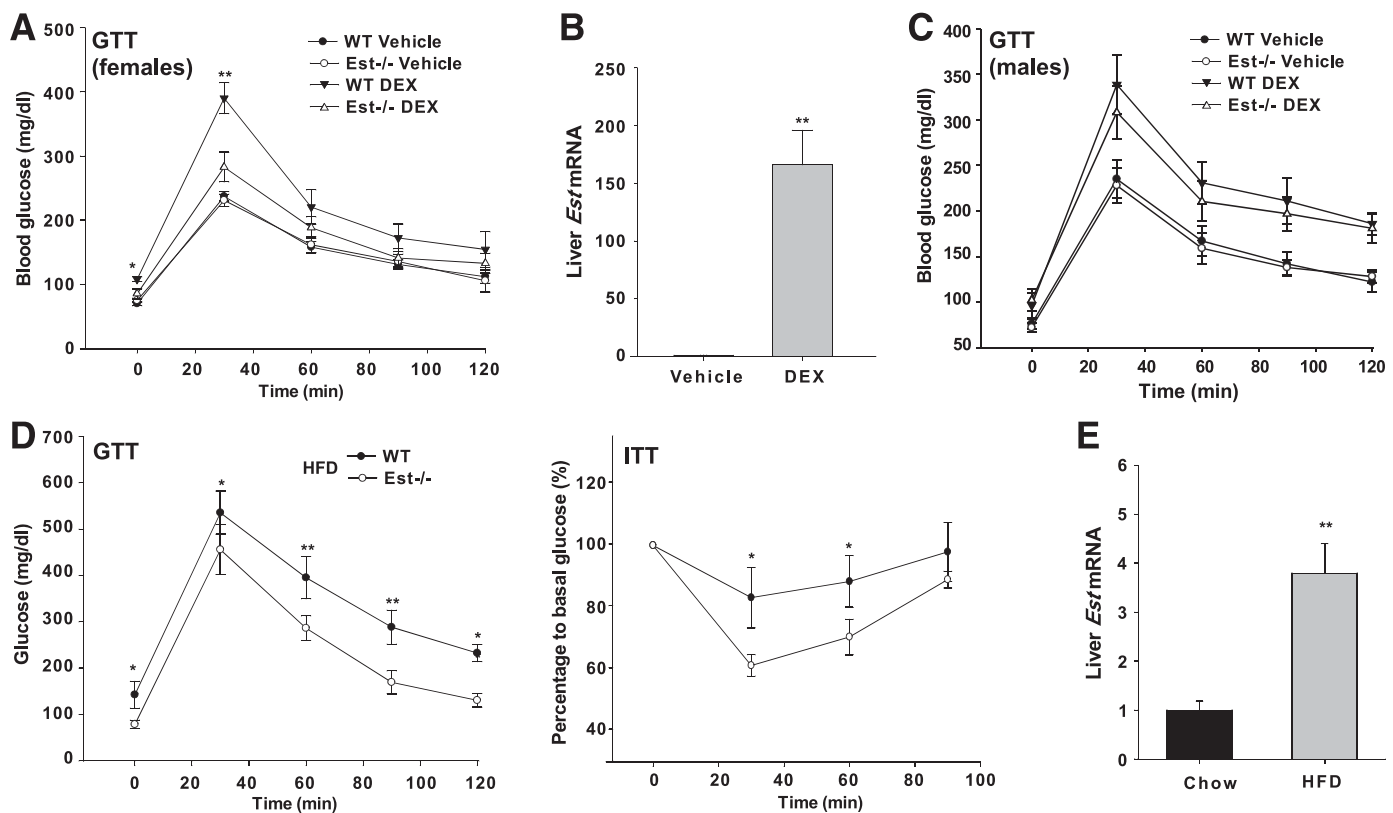 A
GTT
(females)
WT Vehicle
Est-/- Vehicle
WT DEX
Est-/- DEX
**
*
Blood glucose (mg/dl)
500
400
300
200
100
0
0 20 40 60 80 100 120
Time (min)
B
Liver Est mRNA
250
200
150
100
50
0
**
Vehicle DEX
C
GTT
(males)
WT Vehicle
Est-/- Vehicle
WT DEX
Est-/- DEX
Blood glucose (mg/dl)
400
350
300
250
200
150
100
50
0 20 40 60 80 100 120
Time (min)
D
GTT
HFD
WT
Est-/-
Glucose (mg/dl)
700
600
500
400
300
200
100
0
*
*
**
**
*
0 20 40 60 80 100 120
Time (min)
ITT
Percentage to basal glucose (%)
120
100
80
60
40
*
*
0 20 40 60 80 100
Time (min)
E
Liver Est mRNA
6
5
4
3
2
1
0
**
Chow HFD